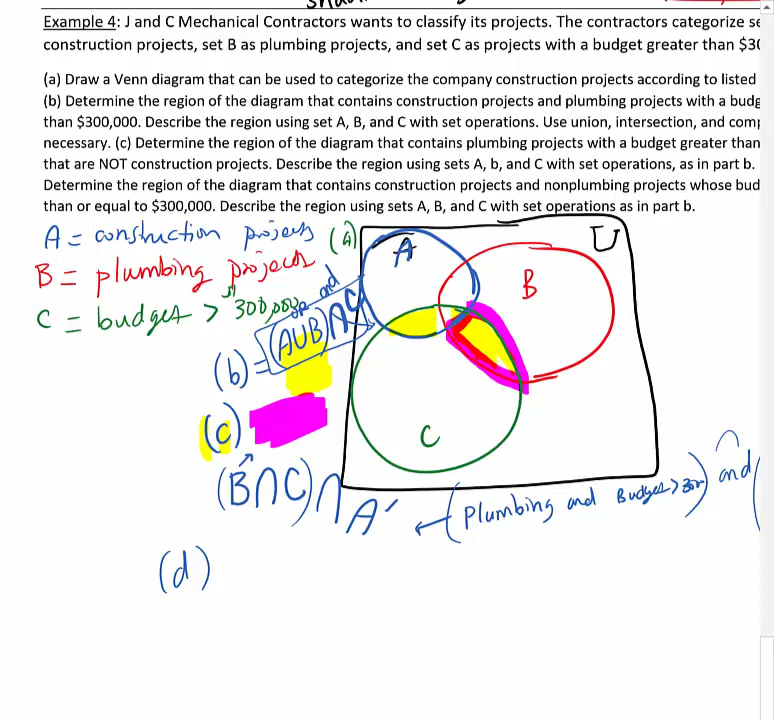 Example 4: J and C Mechanical Contractors wants to classify its projects. The contractors categorize se
construction projects, set B as plumbing projects, and set C as projects with a budget greater than $30
(a) Draw a Venn diagram that can be used to categorize the company construction projects according to listed
(b) Determine the region of the diagram that contains construction projects and plumbing projects with a budg
than $300,000. Describe the region using set A, B, and C with set operations. Use union, intersection, and com
necessary. (c) Determine the region of the diagram that contains plumbing projects with a budget greater than
that are NOT construction projects. Describe the region using sets A, b, and C with set operations, as in part b.
Determine the region of the diagram that contains construction projects and nonplumbing projects whose bud
than or equal to $300,000. Describe the region using sets A, B, and C with set operations as in part b.
A = construction projects (a)
A
B
U
B = plumbing projects
C = budges > 300,000
or and
(b) = (A∪B)∩C
(c)
C
(B∩C)∩A′ ← (Plumbing and Budges > 300) and (
(d)